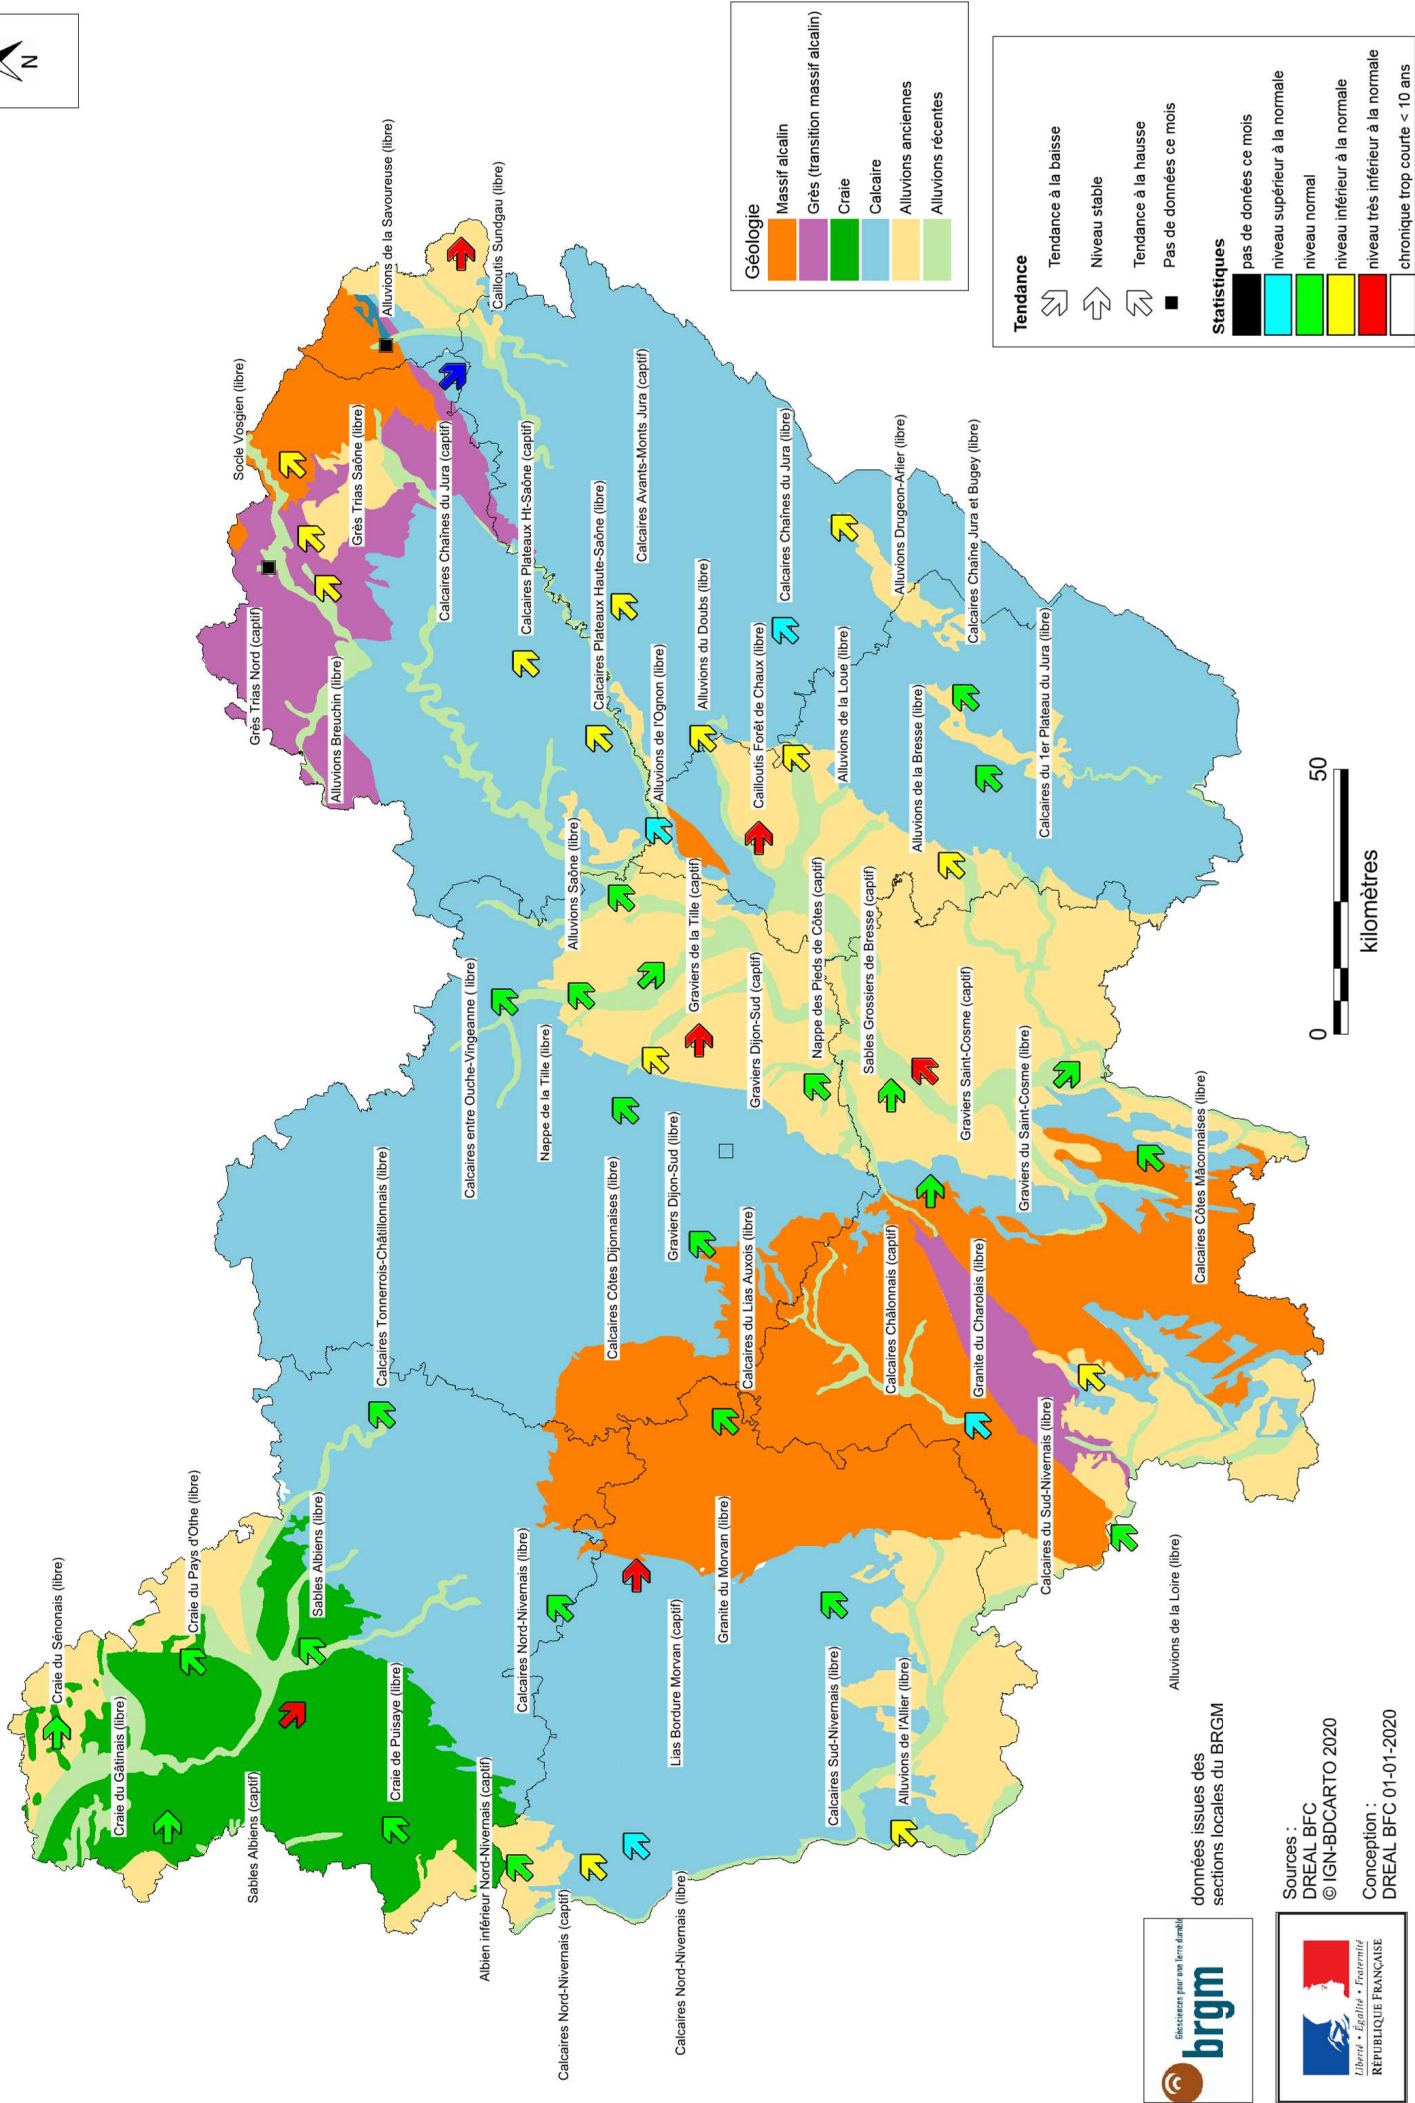 N
Craie du Sénonais (libre)
Craie du Gâtinais (libre)
Craie du Pays d'Othe (libre)
Sables Albiens (captif)
Sables Albiens (libre)
Craie de Puisaye (libre)
Calcaires Tonnerrois-Châtillonnais (libre)
Albien inférieur Nord-Nivernais (captif)
Calcaires Nord-Nivernais (libre)
Calcaires Nord-Nivernais (captif)
Calcaires Nord-Nivernais (libre)
Lias Bordure Morvan (captif)
Granite du Morvan (libre)
Calcaires Sud-Nivernais (libre)
Alluvions de l'Allier (libre)
Calcaires du Sud-Nivernais (libre)
Alluvions de la Loire (libre)
Calcaires entre Ouche-Vingeanne ( libre)
Nappe de la Tille (libre)
Calcaires Côtes Dijonnaises (libre)
Graviers Dijon-Sud (libre)
Calcaires du Lias Auxois (libre)
Calcaires Châlonnais (captif)
Granite du Charolais (libre)
Alluvions Saône (libre)
Graviers de la Tille (captif)
Graviers Dijon-Sud (captif)
Nappe des Pieds de Côtes (captif)
Sables Grossiers de Bresse (captif)
Graviers Saint-Cosme (captif)
Graviers du Saint-Cosme (libre)
Calcaires Côtes Mâconnaises (libre)
Grès Trias Nord (captif)
Alluvions Breuchin (libre)
Socle Vosgien (libre)
Grès Trias Saône (libre)
Alluvions de la Savoureuse (libre)
Cailloutis Sundgau (libre)
Calcaires Chaînes du Jura (captif)
Calcaires Plateaux Ht-Saône (captif)
Calcaires Plateaux Haute-Saône (libre)
Calcaires Avants-Monts Jura (captif)
Alluvions de l'Ognon (libre)
Alluvions du Doubs (libre)
Cailloutis Forêt de Chaux (libre)
Calcaires Chaînes du Jura (libre)
Alluvions de la Loue (libre)
Alluvions Drugeon-Arlier (libre)
Alluvions de la Bresse (libre)
Calcaires Chaîne Jura et Bugey (libre)
Calcaires du 1er Plateau du Jura (libre)
Géologie
Massif alcalin
Grès (transition massif alcalin)
Craie
Calcaire
Alluvions anciennes
Alluvions récentes
Tendance
Tendance à la baisse
Niveau stable
Tendance à la hausse
Pas de données ce mois
Statistiques
pas de donées ce mois
niveau supérieur à la normale
niveau normal
niveau inférieur à la normale
niveau très inférieur à la normale
chronique trop courte < 10 ans
0 50
kilomètres
Géosciences pour une Terre durable
brgm
données issues des
sections locales du BRGM
Liberté • Égalité • Fraternité
RÉPUBLIQUE FRANÇAISE
Sources :
DREAL BFC
© IGN-BDCARTO 2020
Conception :
DREAL BFC 01-01-2020